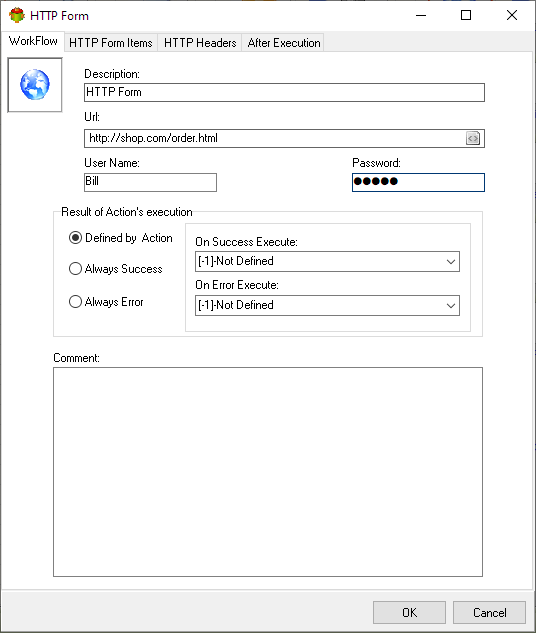 HTTP Form
WorkFlow HTTP Form Items HTTP Headers After Execution
Description:
HTTP Form
Url:
http://shop.com/order.html <>
User Name: Password:
Bill ●●●●●
Result of Action's execution
Defined by Action
Always Success
Always Error
On Success Execute:
[-1]-Not Defined
On Error Execute:
[-1]-Not Defined
Comment:
OK Cancel